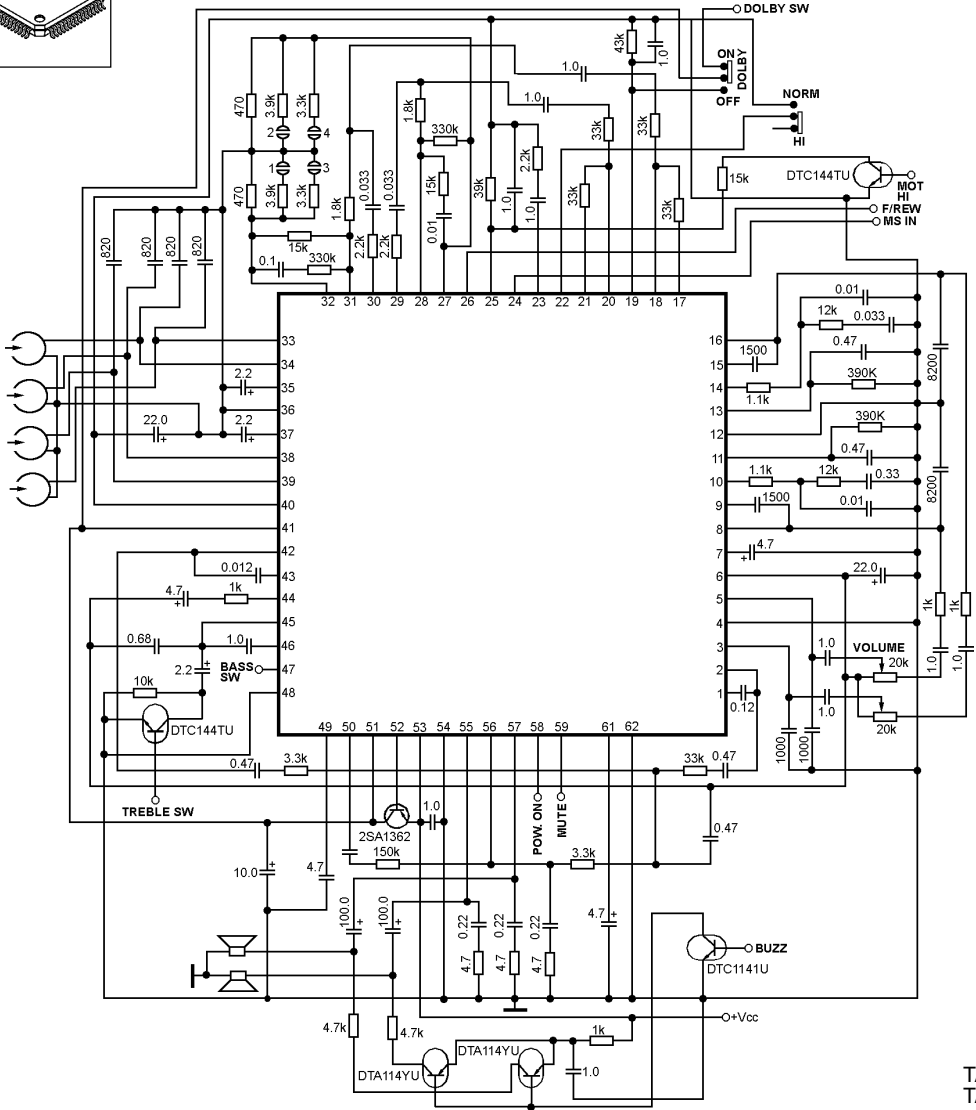 DOLBY SW
43k
1.0
ON
DOLBY
OFF
NORM
HI
1.0
470
3.9k
3.3k
2
4
1
3
470
3.9k
3.3k
1.8k
330k
1.0
33k
33k
2.2k
15k
39k
1.0
1.0
33k
33k
15k
DTC144TU
MOT
HI
F/REW
MS IN
0.033
0.033
1.8k
0.01
2.2k
2.2k
15k
0.1
330k
820
820
820
820
32
31
30
29
28
27
26
25
24
23
22
21
20
19
18
17
33
34
35
36
37
38
39
40
41
42
43
44
45
46
47
48
2.2
+
22.0
+
2.2
+
0.012
4.7
+
1k
0.68
1.0
2.2
+
BASS
SW
10k
DTC144TU
TREBLE SW
16
15
14
13
12
11
10
9
8
7
6
5
4
3
2
1
0.01
12k
0.033
0.47
1500
390K
1.1k
8200
390K
0.47
1.1k
12k
0.33
1500
0.01
8200
4.7
+
22.0
+
1k
1k
1.0
VOLUME
20k
1.0
1.0
1.0
20k
0.12
1000
1000
49
50
51
52
53
54
55
56
57
58
59
61
62
0.47
3.3k
33k
0.47
POW. ON
MUTE
1.0
2SA1362
150k
3.3k
0.47
10.0
+
4.7
100.0
+
100.0
+
0.22
0.22
0.22
4.7
+
4.7
4.7
4.7
BUZZ
DTC1141U
+Vcc
4.7k
4.7k
1k
DTA114YU
DTA114YU
1.0